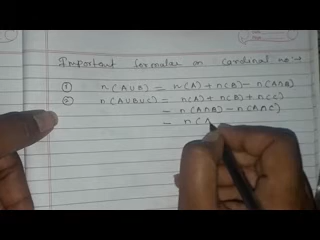 Important formulas on cardinal no :→
① n(A∪B) = n(A) + n(B) - n(A∩B)
② n(A∪B∪C) = n(A) + n(B) + n(C)
- n(A∩B) - n(A∩C)
- n(A